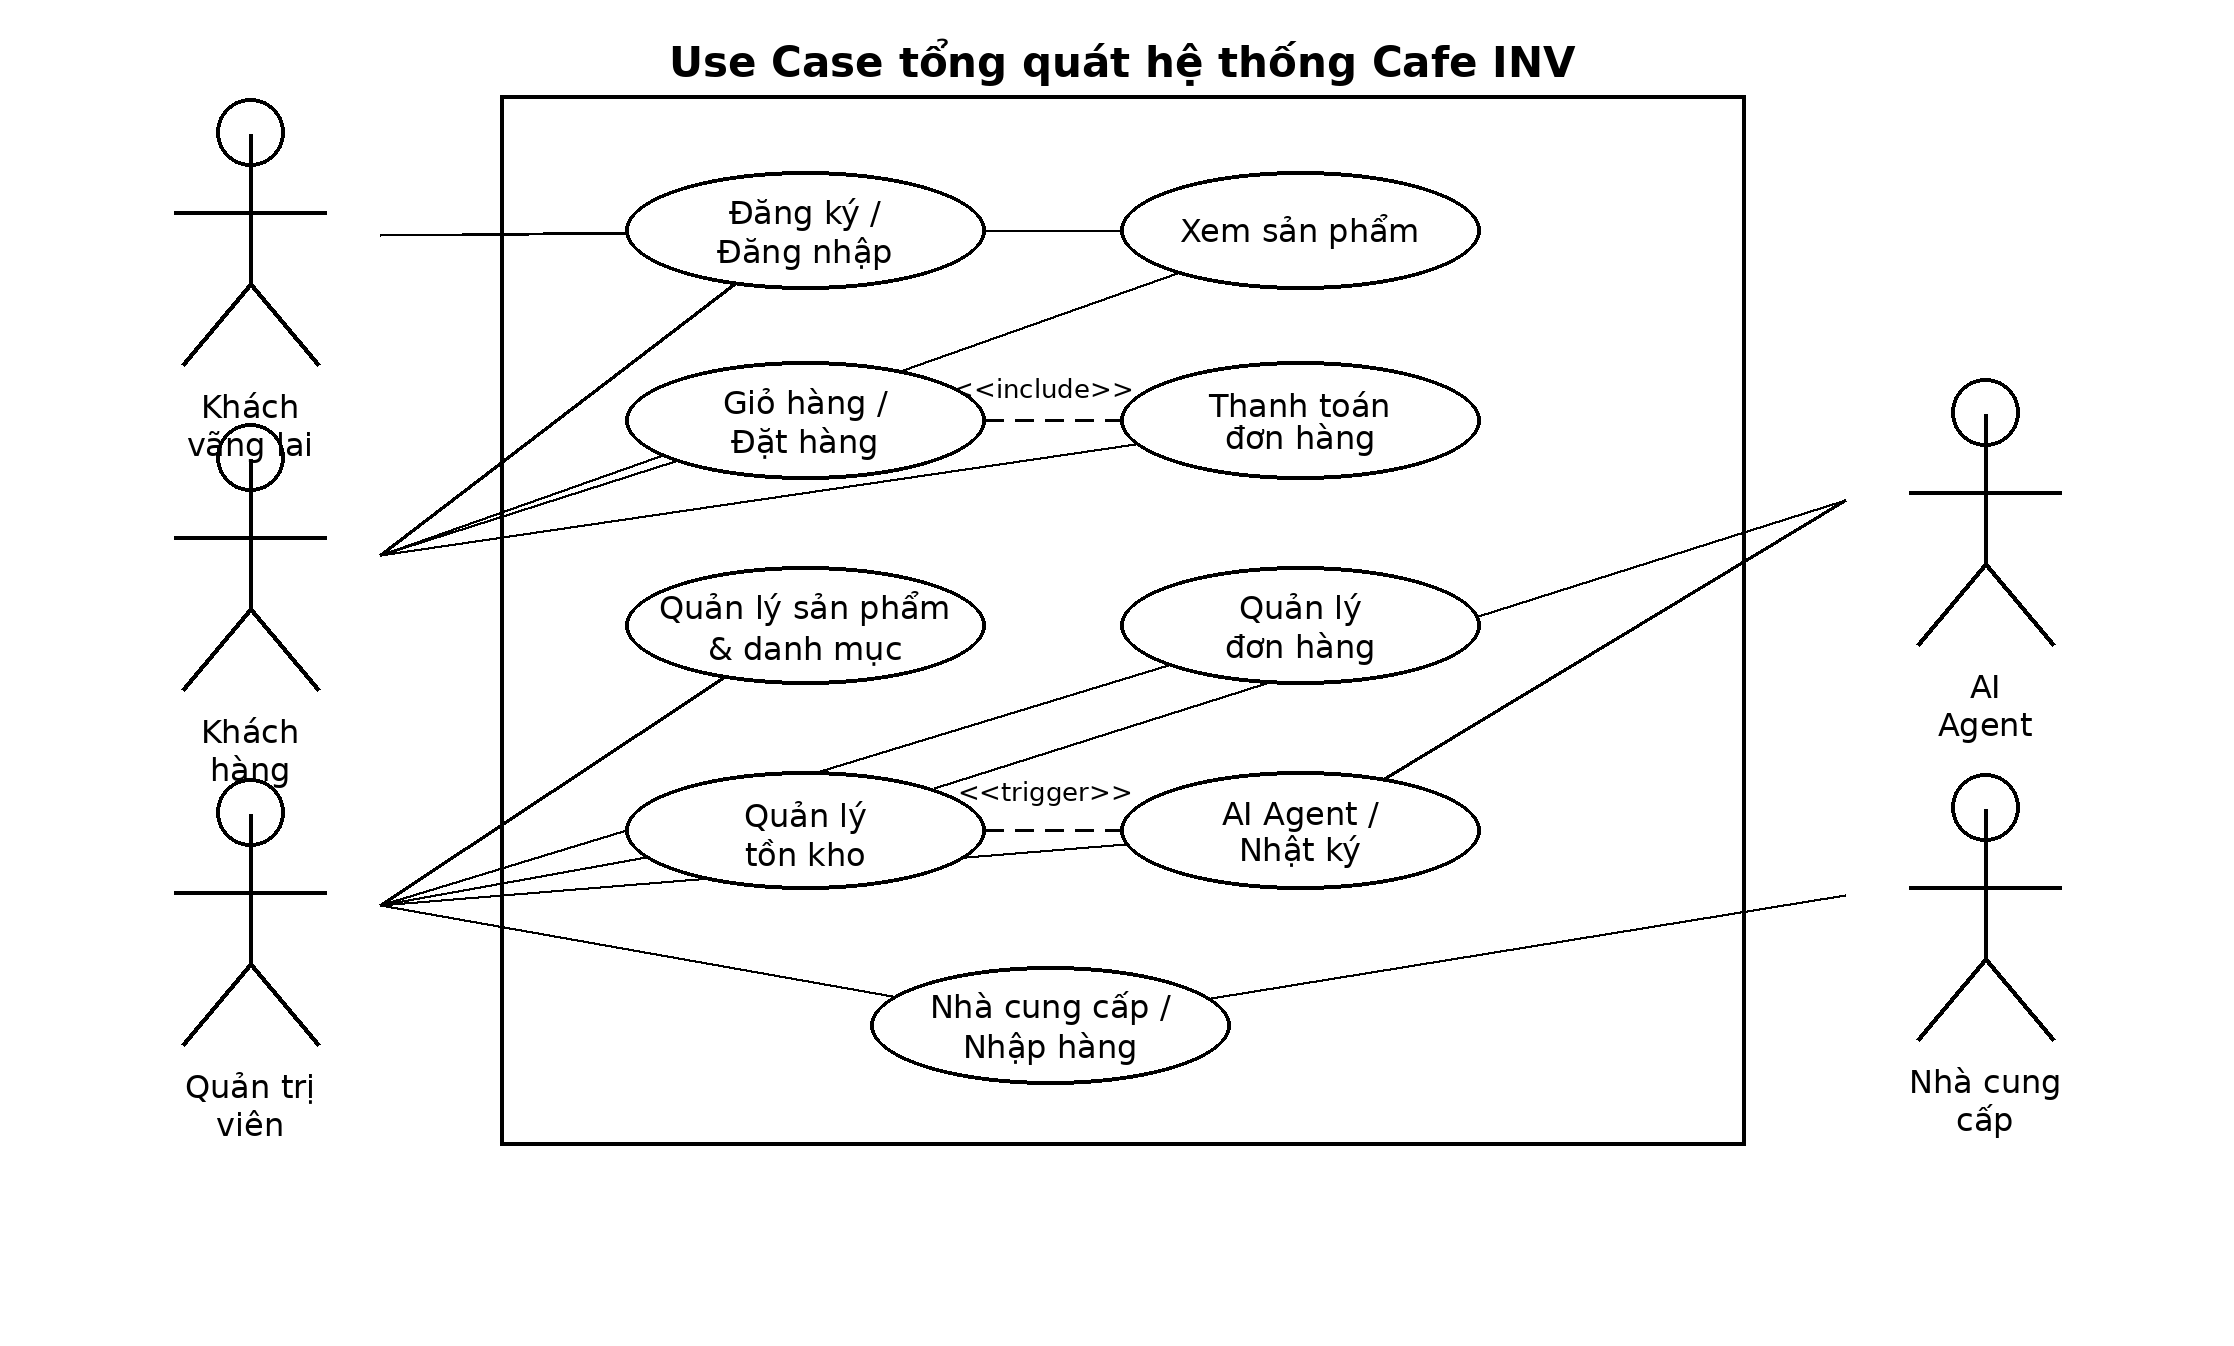 Use Case tổng quát hệ thống Cafe INV
Khách
vãng lai
Khách
hàng
Quản trị
viên
Đăng ký /
Đăng nhập
Xem sản phẩm
Giỏ hàng /
Đặt hàng
<<include>>
Thanh toán
đơn hàng
Quản lý sản phẩm
& danh mục
Quản lý
đơn hàng
Quản lý
tồn kho
<<trigger>>
AI Agent /
Nhật ký
Nhà cung cấp /
Nhập hàng
AI
Agent
Nhà cung
cấp